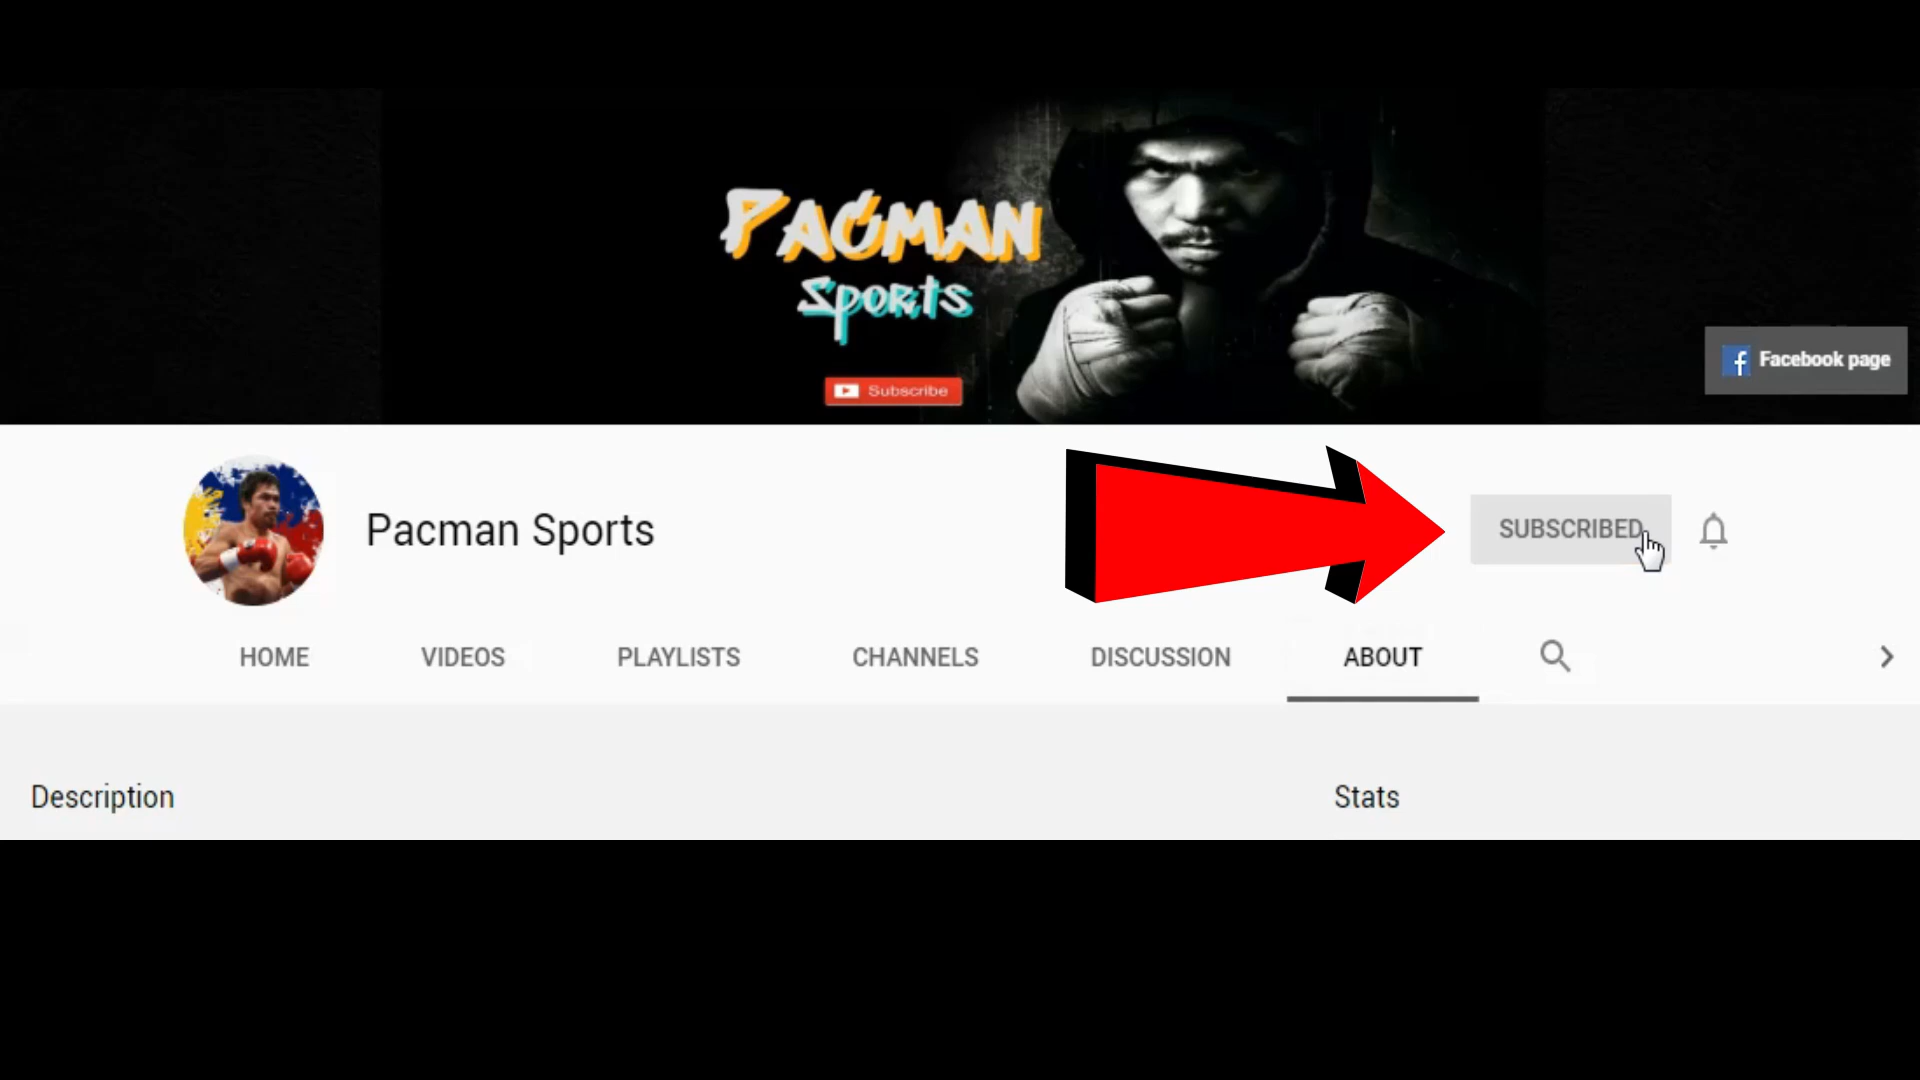 PACMAN
Sports
Subscribe
Facebook page
Pacman Sports
SUBSCRIBED
HOME VIDEOS PLAYLISTS CHANNELS DISCUSSION ABOUT
Description Stats